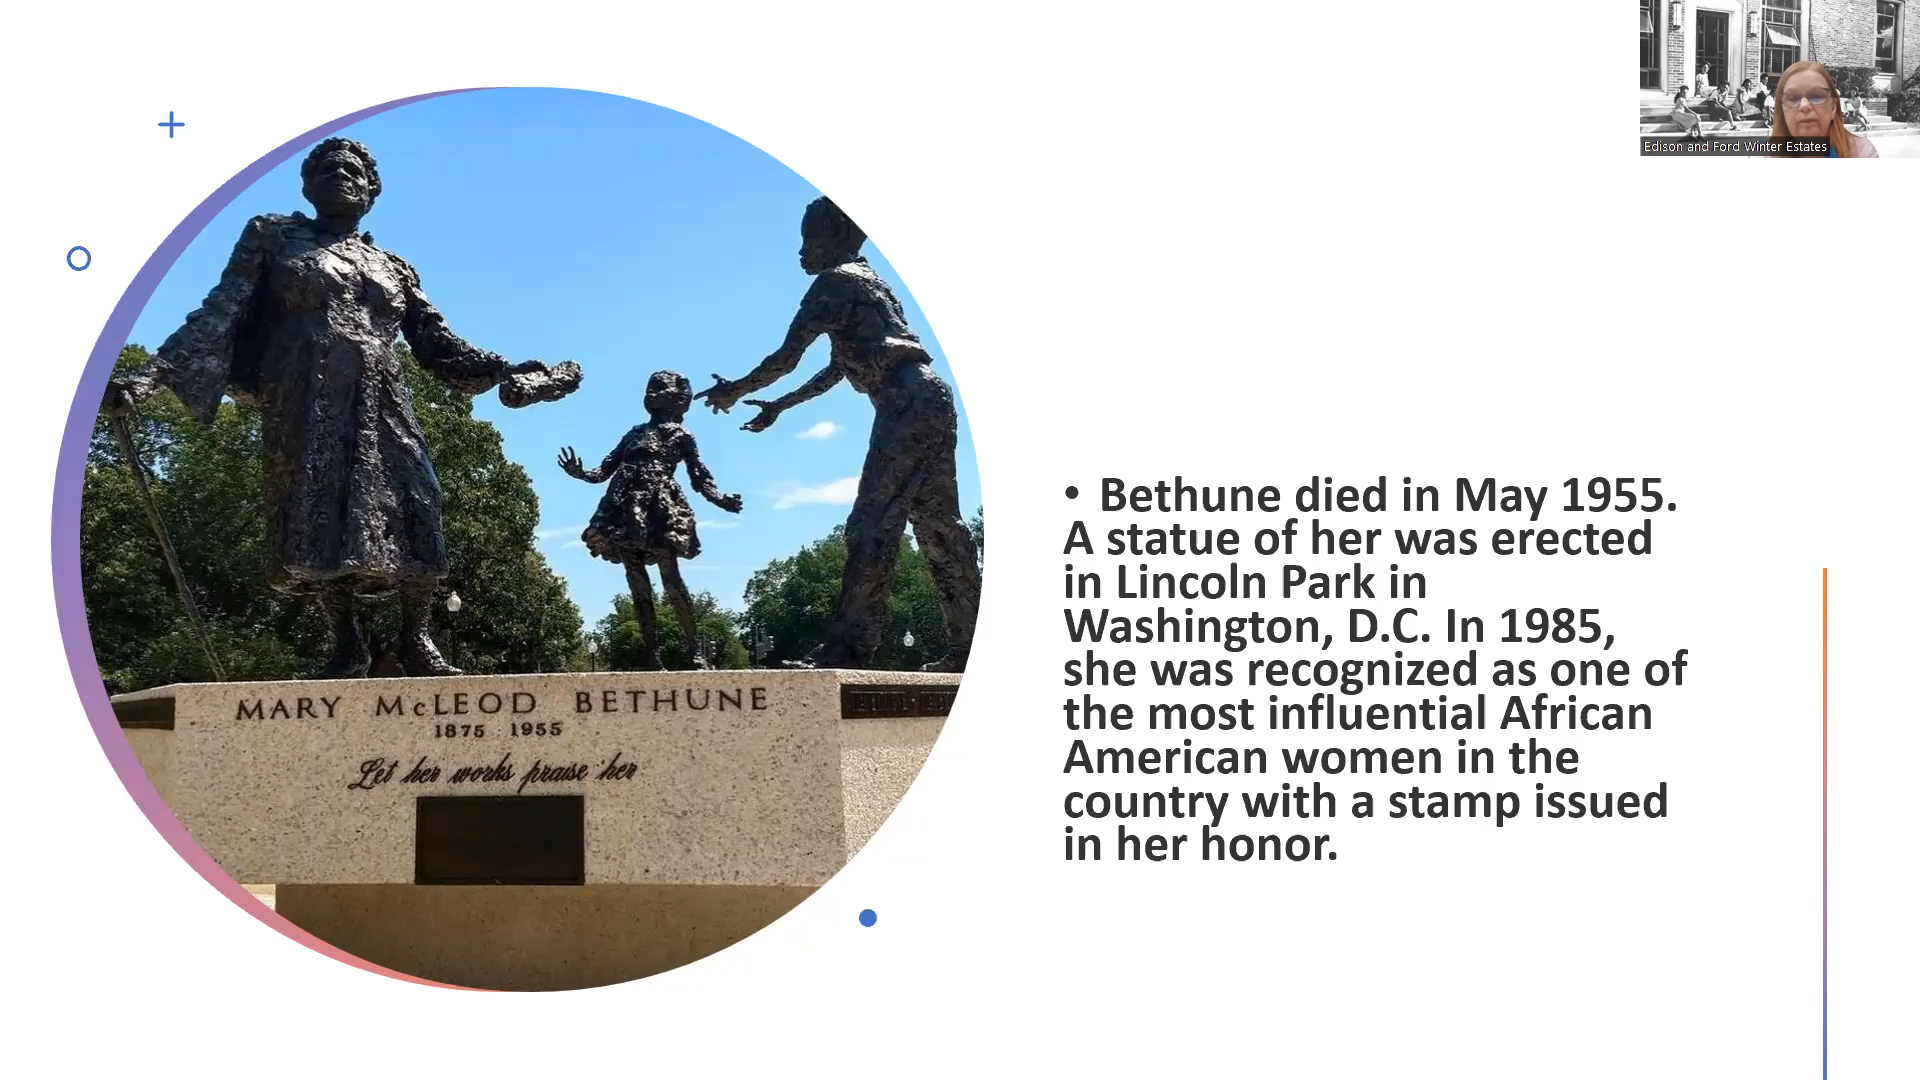 Edison and Ford Winter Estates
MARY McLEOD BETHUNE
1875 1955
Let her works praise her
• Bethune died in May 1955.
A statue of her was erected
in Lincoln Park in
Washington, D.C. In 1985,
she was recognized as one of
the most influential African
American women in the
country with a stamp issued
in her honor.